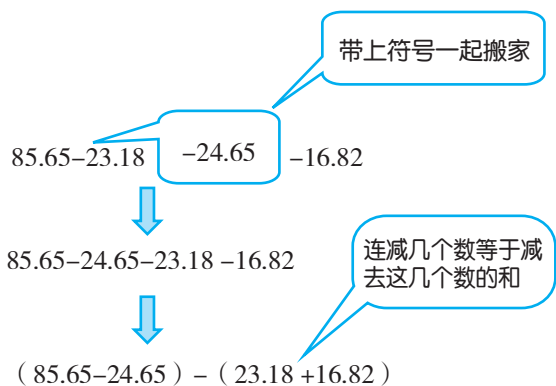 带上符号一起搬家
85.65–23.18 –24.65 –16.82
85.65–24.65–23.18 –16.82
连减几个数等于减
去这几个数的和
（85.65–24.65）–（23.18 +16.82）